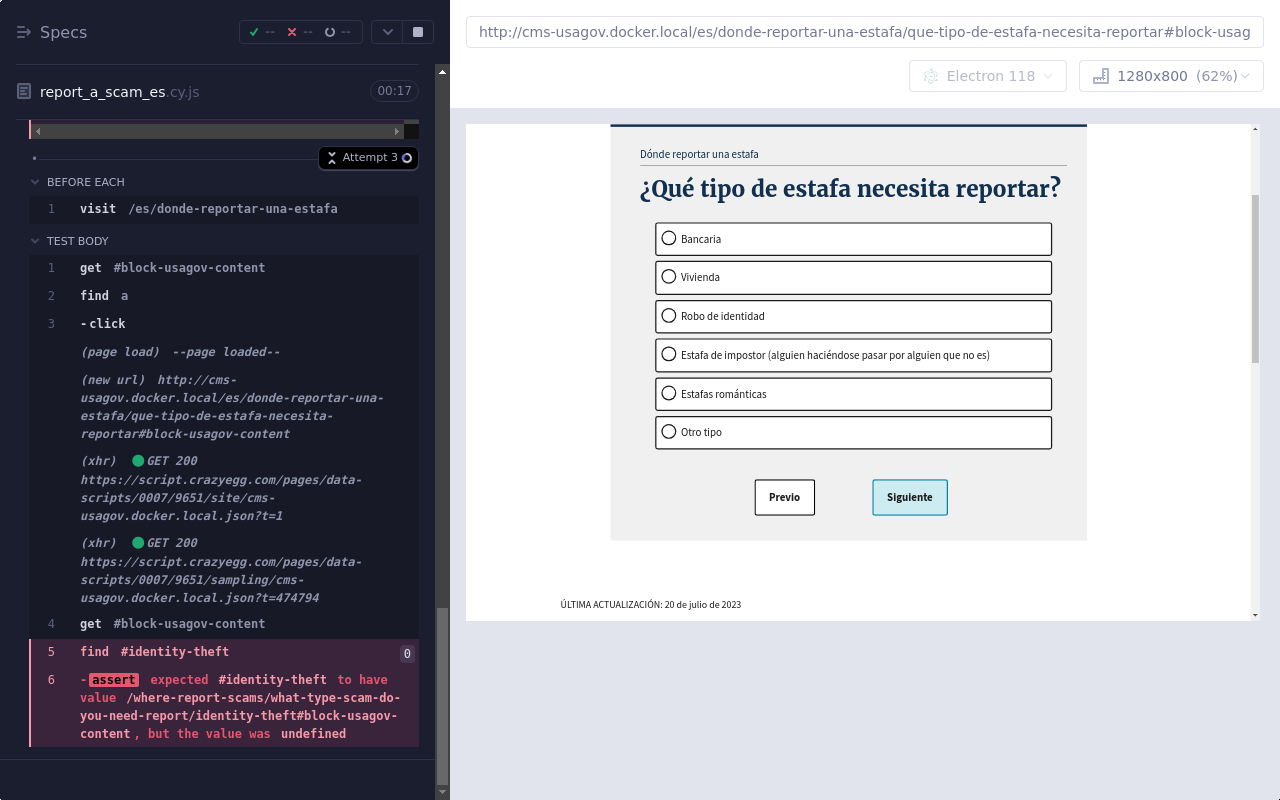 Specs
-- -- --
report_a_scam_es.cy.js 00:17
Attempt 3
BEFORE EACH
1 visit /es/donde-reportar-una-estafa
TEST BODY
1 get #block-usagov-content
2 find a
3 -click
(page load) --page loaded--
(new url) http://cms-
usagov.docker.local/es/donde-reportar-una-
estafa/que-tipo-de-estafa-necesita-
reportar#block-usagov-content
(xhr) GET 200
https://script.crazyegg.com/pages/data-
scripts/0007/9651/site/cms-
usagov.docker.local.json?t=1
(xhr) GET 200
https://script.crazyegg.com/pages/data-
scripts/0007/9651/sampling/cms-
usagov.docker.local.json?t=474794
4 get #block-usagov-content
5 find #identity-theft 0
6 -assert expected #identity-theft to have
value /where-report-scams/what-type-scam-do-
you-need-report/identity-theft#block-usagov-
content, but the value was undefined
http://cms-usagov.docker.local/es/donde-reportar-una-estafa/que-tipo-de-estafa-necesita-reportar#block-usag
Electron 118
1280x800 (62%)
Dónde reportar una estafa
¿Qué tipo de estafa necesita reportar?
Bancaria
Vivienda
Robo de identidad
Estafa de impostor (alguien haciéndose pasar por alguien que no es)
Estafas románticas
Otro tipo
Previo
Siguiente
ÚLTIMA ACTUALIZACIÓN: 20 de julio de 2023